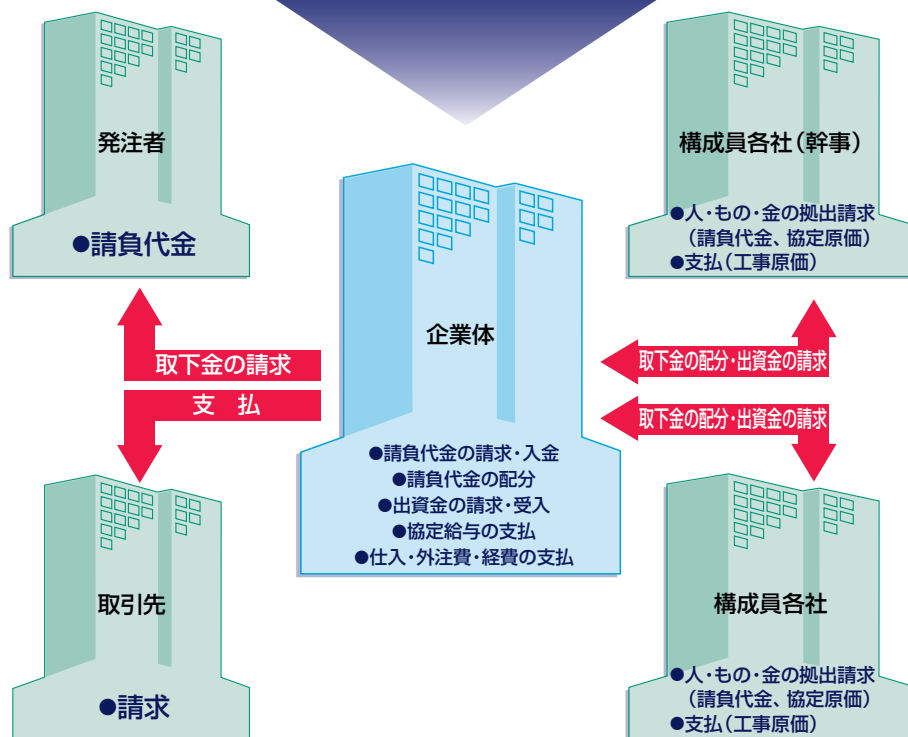 発注者
●請負代金
構成員各社(幹事)
●人・もの・金の拠出請求
(請負代金、協定原価)
●支払(工事原価)
企業体
取下金の請求
支 払
取下金の配分・出資金の請求
取下金の配分・出資金の請求
●請負代金の請求・入金
●請負代金の配分
●出資金の請求・受入
●協定給与の支払
●仕入・外注費・経費の支払
取引先
●請求
構成員各社
●人・もの・金の拠出請求
(請負代金、協定原価)
●支払(工事原価)